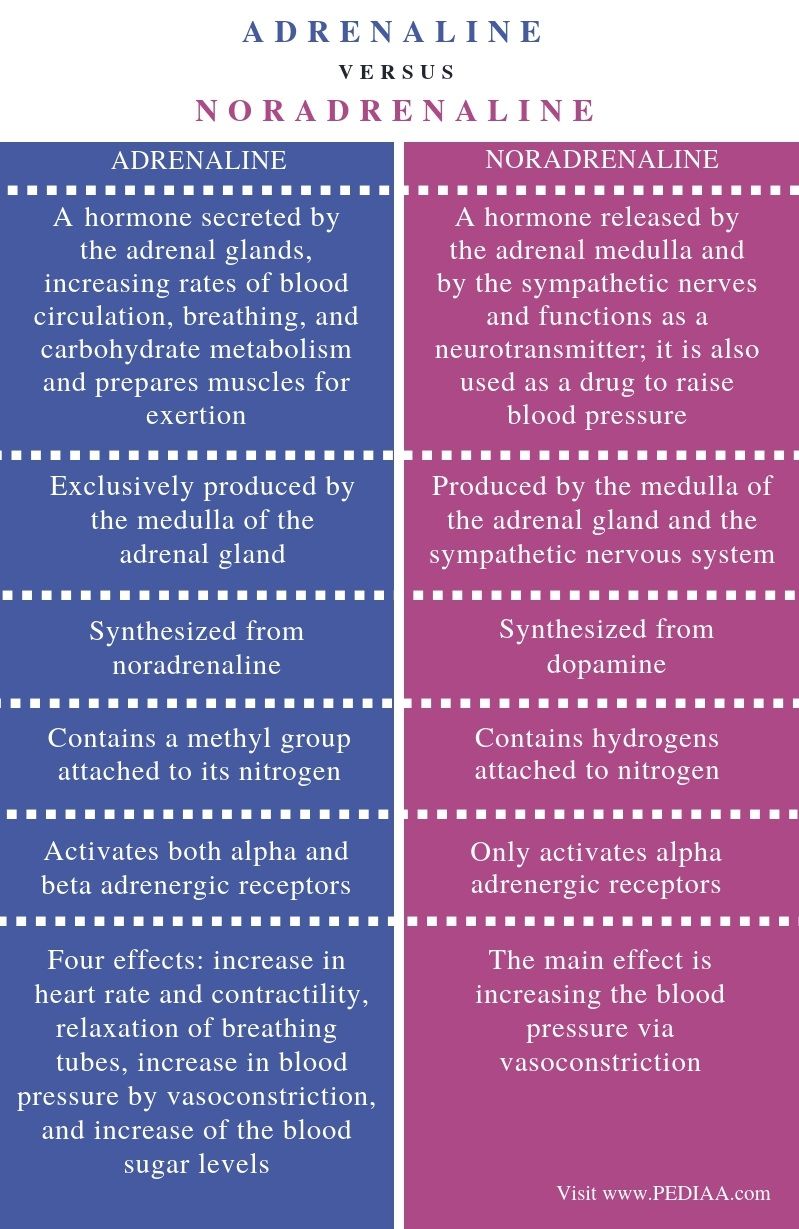 ADRENALINE
VERSUS
NORADRENALINE
ADRENALINE
A hormone secreted by
the adrenal glands,
increasing rates of blood
circulation, breathing, and
carbohydrate metabolism
and prepares muscles for
exertion
Exclusively produced by
the medulla of the
adrenal gland
Synthesized from
noradrenaline
Contains a methyl group
attached to its nitrogen
Activates both alpha and
beta adrenergic receptors
Four effects: increase in
heart rate and contractility,
relaxation of breathing
tubes, increase in blood
pressure by vasoconstriction,
and increase of the blood
sugar levels
NORADRENALINE
A hormone released by
the adrenal medulla and
by the sympathetic nerves
and functions as a
neurotransmitter; it is also
used as a drug to raise
blood pressure
Produced by the medulla of
the adrenal gland and the
sympathetic nervous system
Synthesized from
dopamine
Contains hydrogens
attached to nitrogen
Only activates alpha
adrenergic receptors
The main effect is
increasing the blood
pressure via
vasoconstriction
Visit www.PEDIAA.com